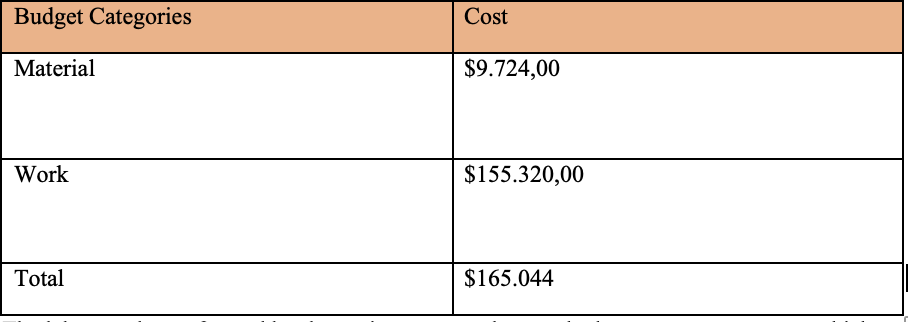 Budget Categories Cost
Material $9.724,00
Work $155.320,00
Total $165.044